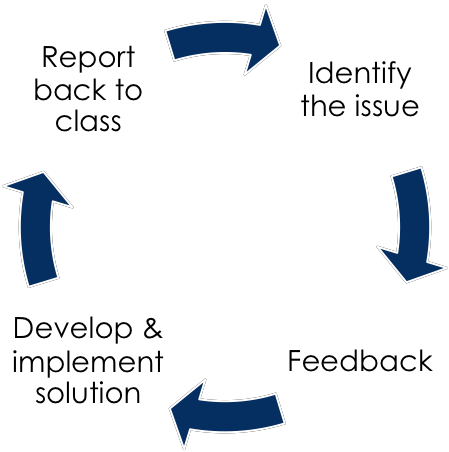 Report
back to
class
Identify
the issue
Feedback
Develop &
implement
solution